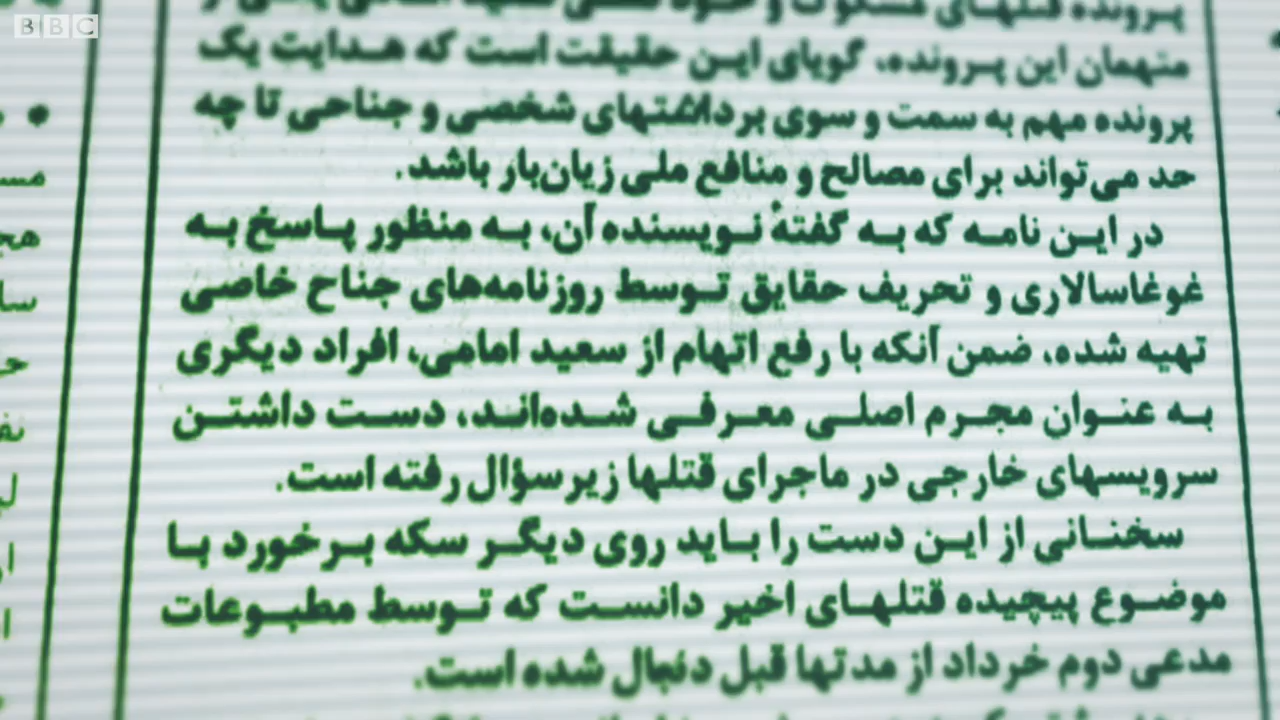 BBC
پرونده قتلهای مشکوک و خود
متهمان این پرونده، گویای این حقیقت است که هدایت یک
پرونده مهم به سمت و سوی برداشتهای شخصی و جناحی تا چه
حد می‌تواند برای مصالح و منافع ملی زیان‌بار باشد.
در این نامه که به گفتهٔ نویسنده آن، به منظور پاسخ به
غوغاسالاری و تحریف حقایق توسط روزنامه‌های جناح خاصی
تهیه شده، ضمن آنکه با رفع اتهام از سعید امامی، افراد دیگری
به عنوان مجرم اصلی معرفی شده‌اند، دست داشتن
سرویسهای خارجی در ماجرای قتلها زیرسؤال رفته است.
سخنانی از این دست را باید روی دیگر سکه برخورد با
موضوع پیچیده قتلهای اخیر دانست که توسط مطبوعات
مدعی دوم خرداد از مدتها قبل دنبال شده است.